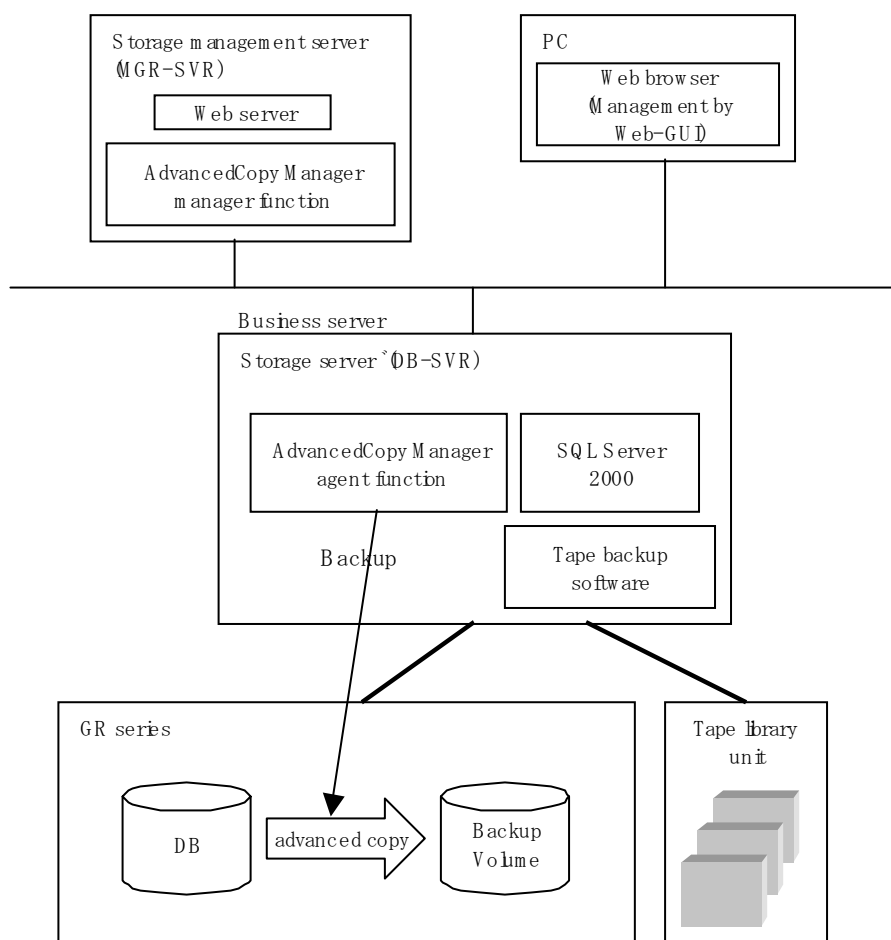 Storage management server
(MGR-SVR)
Web server
AdvancedCopy Manager
manager function
PC
Web browser
(Management by
Web-GUI)
Business server
Storage server (DB-SVR)
AdvancedCopy Manager
agent function
SQL Server
2000
Backup
Tape backup
software
GR series
DB
advanced copy
Backup
Volume
Tape library
unit